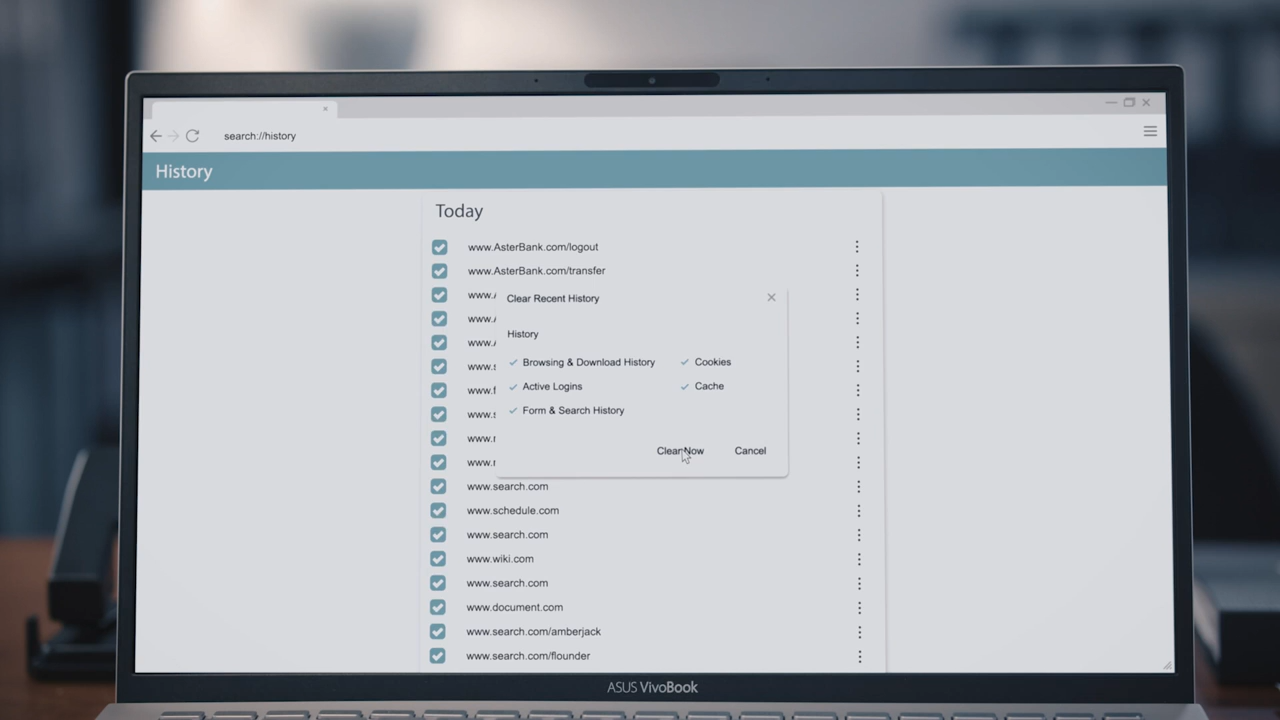 search://history
History
Today
www.AsterBank.com/logout
www.AsterBank.com/transfer
Clear Recent History
History
Browsing & Download History
Cookies
Active Logins
Cache
Form & Search History
Clear Now
Cancel
www.search.com
www.schedule.com
www.search.com
www.wiki.com
www.search.com
www.document.com
www.search.com/amberjack
www.search.com/flounder
ASUS VivoBook